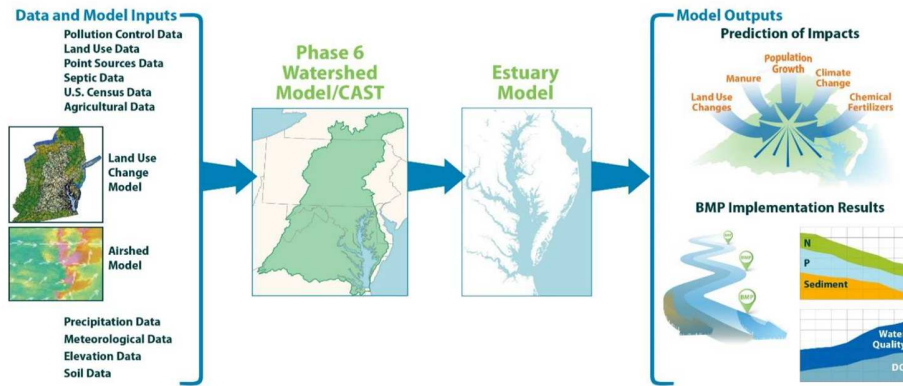 Data and Model Inputs
Pollution Control Data
Land Use Data
Point Sources Data
Septic Data
U.S. Census Data
Agricultural Data
Land Use
Change
Model
Airshed
Model
Precipitation Data
Meteorological Data
Elevation Data
Soil Data
Phase 6
Watershed
Model/CAST
Estuary
Model
Model Outputs
Prediction of Impacts
Population
Growth
Manure
Climate
Change
Land Use
Changes
Chemical
Fertilizers
BMP Implementation Results
BMP
BMP
BMP
N
P
Sediment
Water
Quality
DO